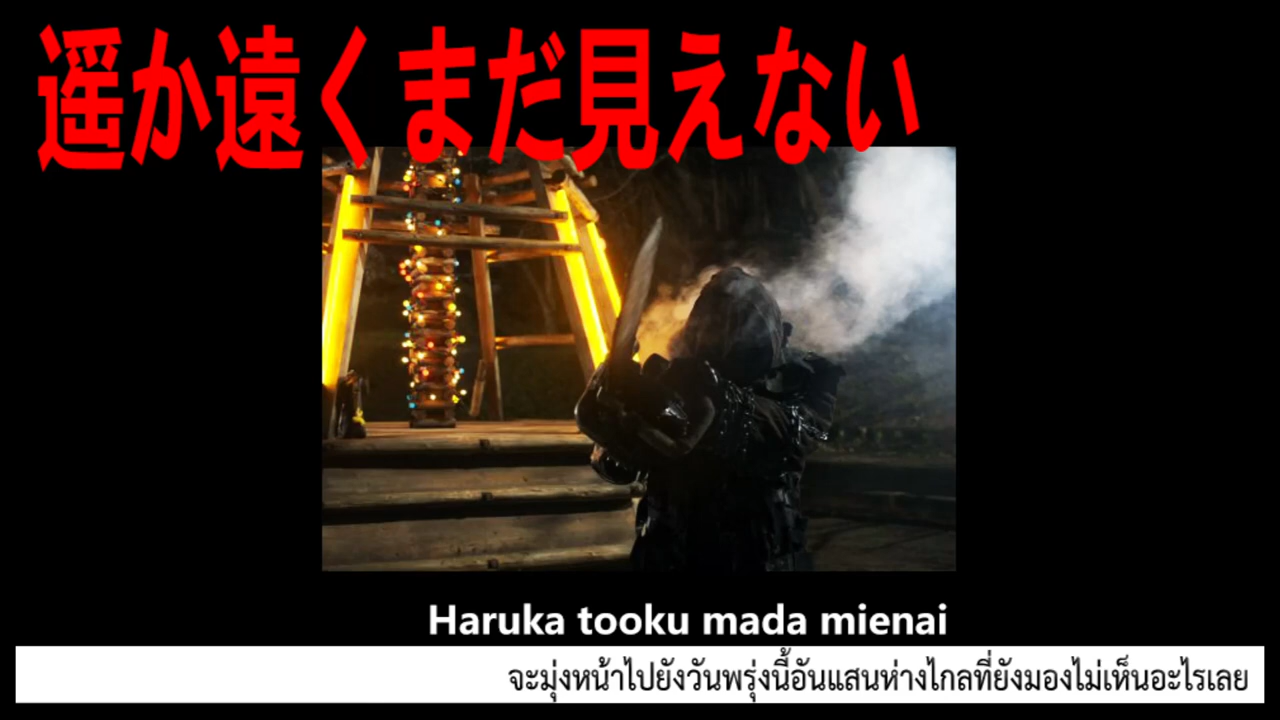 遥か遠くまだ見えない
Haruka tooku mada mienai
จะมุ่งหน้าไปยังวันพรุ่งนี้อันแสนห่างไกลที่ยังมองไม่เห็นอะไรเลย